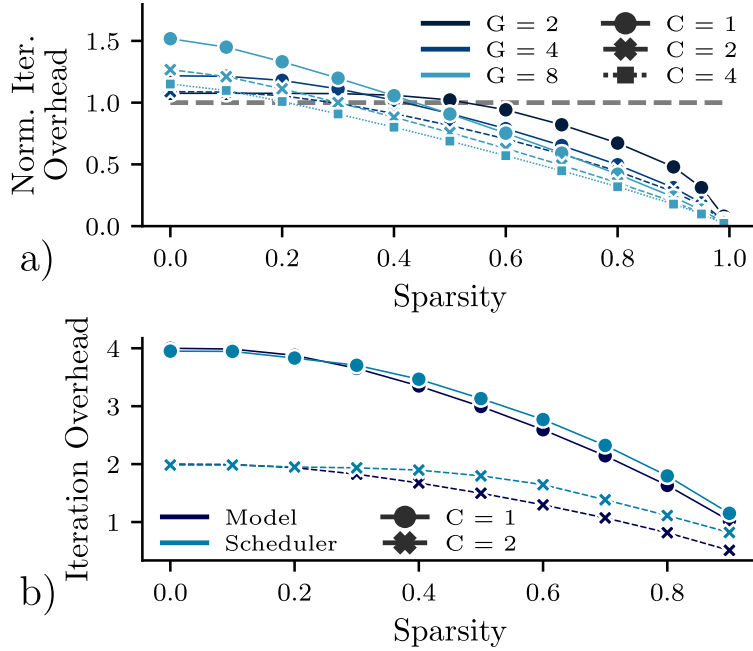 Norm. Iter.
Overhead
1.5
1.0
0.5
0.0
G = 2
G = 4
G = 8
C = 1
C = 2
C = 4
0.0 0.2 0.4 0.6 0.8 1.0
a)
Sparsity
Iteration Overhead
4
3
2
1
Model
Scheduler
C = 1
C = 2
0.0 0.2 0.4 0.6 0.8
b)
Sparsity